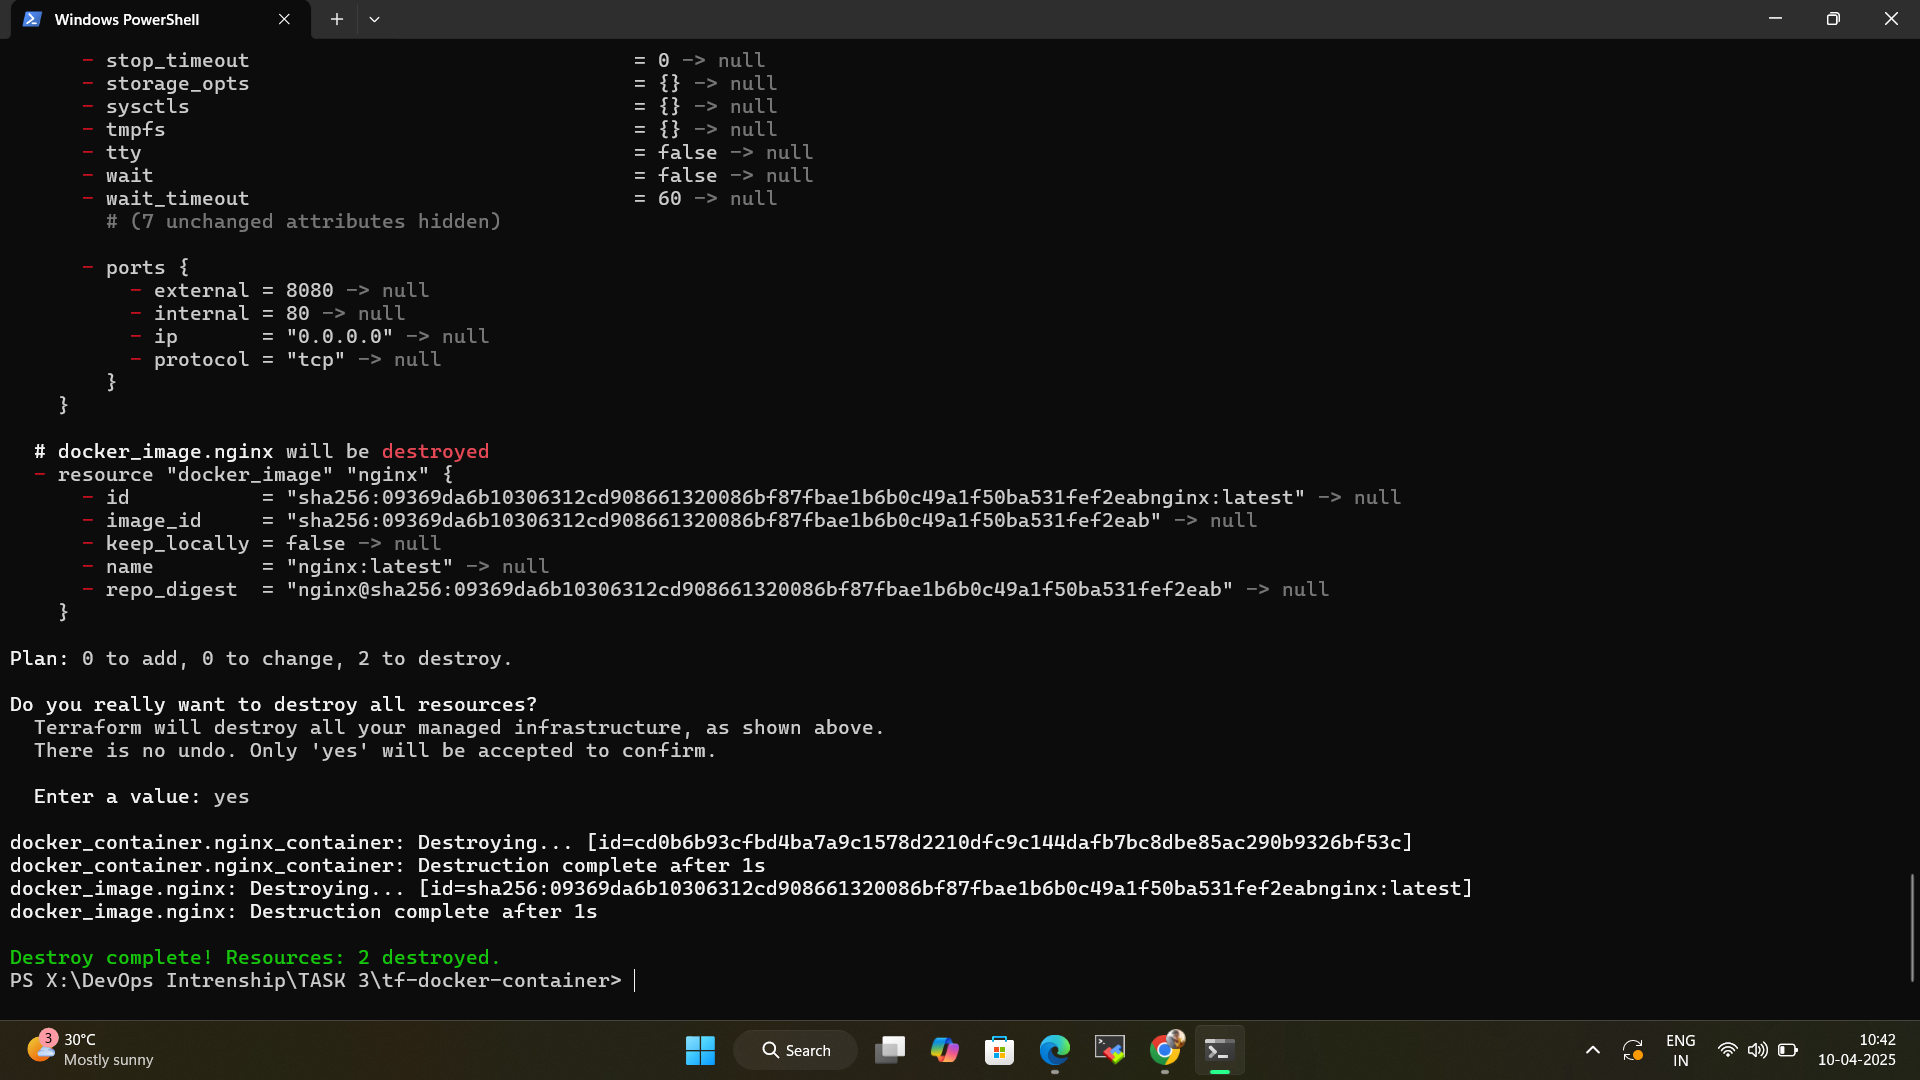 Windows PowerShell
- stop_timeout = 0 -> null
- storage_opts = {} -> null
- sysctls = {} -> null
- tmpfs = {} -> null
- tty = false -> null
- wait = false -> null
- wait_timeout = 60 -> null
# (7 unchanged attributes hidden)
- ports {
- external = 8080 -> null
- internal = 80 -> null
- ip = "0.0.0.0" -> null
- protocol = "tcp" -> null
}
}
# docker_image.nginx will be destroyed
- resource "docker_image" "nginx" {
- id = "sha256:09369da6b10306312cd908661320086bf87fbae1b6b0c49a1f50ba531fef2eabnginx:latest" -> null
- image_id = "sha256:09369da6b10306312cd908661320086bf87fbae1b6b0c49a1f50ba531fef2eab" -> null
- keep_locally = false -> null
- name = "nginx:latest" -> null
- repo_digest = "nginx@sha256:09369da6b10306312cd908661320086bf87fbae1b6b0c49a1f50ba531fef2eab" -> null
}
Plan: 0 to add, 0 to change, 2 to destroy.
Do you really want to destroy all resources?
Terraform will destroy all your managed infrastructure, as shown above.
There is no undo. Only 'yes' will be accepted to confirm.
Enter a value: yes
docker_container.nginx_container: Destroying... [id=cd0b6b93cfbd4ba7a9c1578d2210dfc9c144dafb7bc8dbe85ac290b9326bf53c]
docker_container.nginx_container: Destruction complete after 1s
docker_image.nginx: Destroying... [id=sha256:09369da6b10306312cd908661320086bf87fbae1b6b0c49a1f50ba531fef2eabnginx:latest]
docker_image.nginx: Destruction complete after 1s
Destroy complete! Resources: 2 destroyed.
PS X:\DevOps Intrenship\TASK 3\tf-docker-container>
3
30°C
Mostly sunny
Search
ENG
IN
10:42
10-04-2025